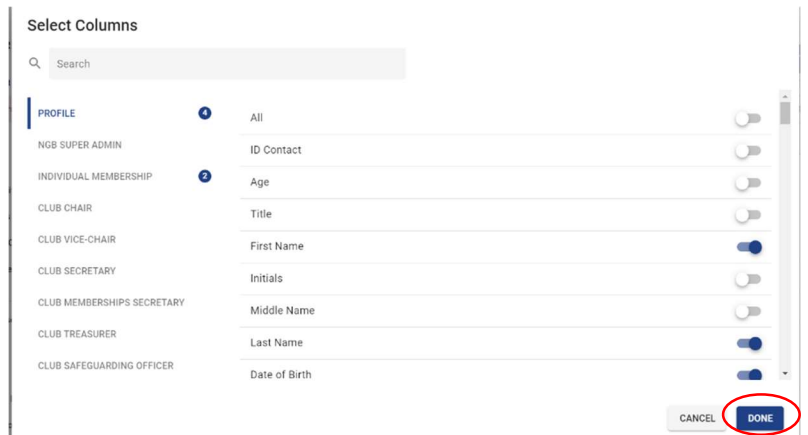 Select Columns
Search
PROFILE 4
NGB SUPER ADMIN
INDIVIDUAL MEMBERSHIP 2
CLUB CHAIR
CLUB VICE-CHAIR
CLUB SECRETARY
CLUB MEMBERSHIPS SECRETARY
CLUB TREASURER
CLUB SAFEGUARDING OFFICER
All
ID Contact
Age
Title
First Name
Initials
Middle Name
Last Name
Date of Birth
CANCEL DONE